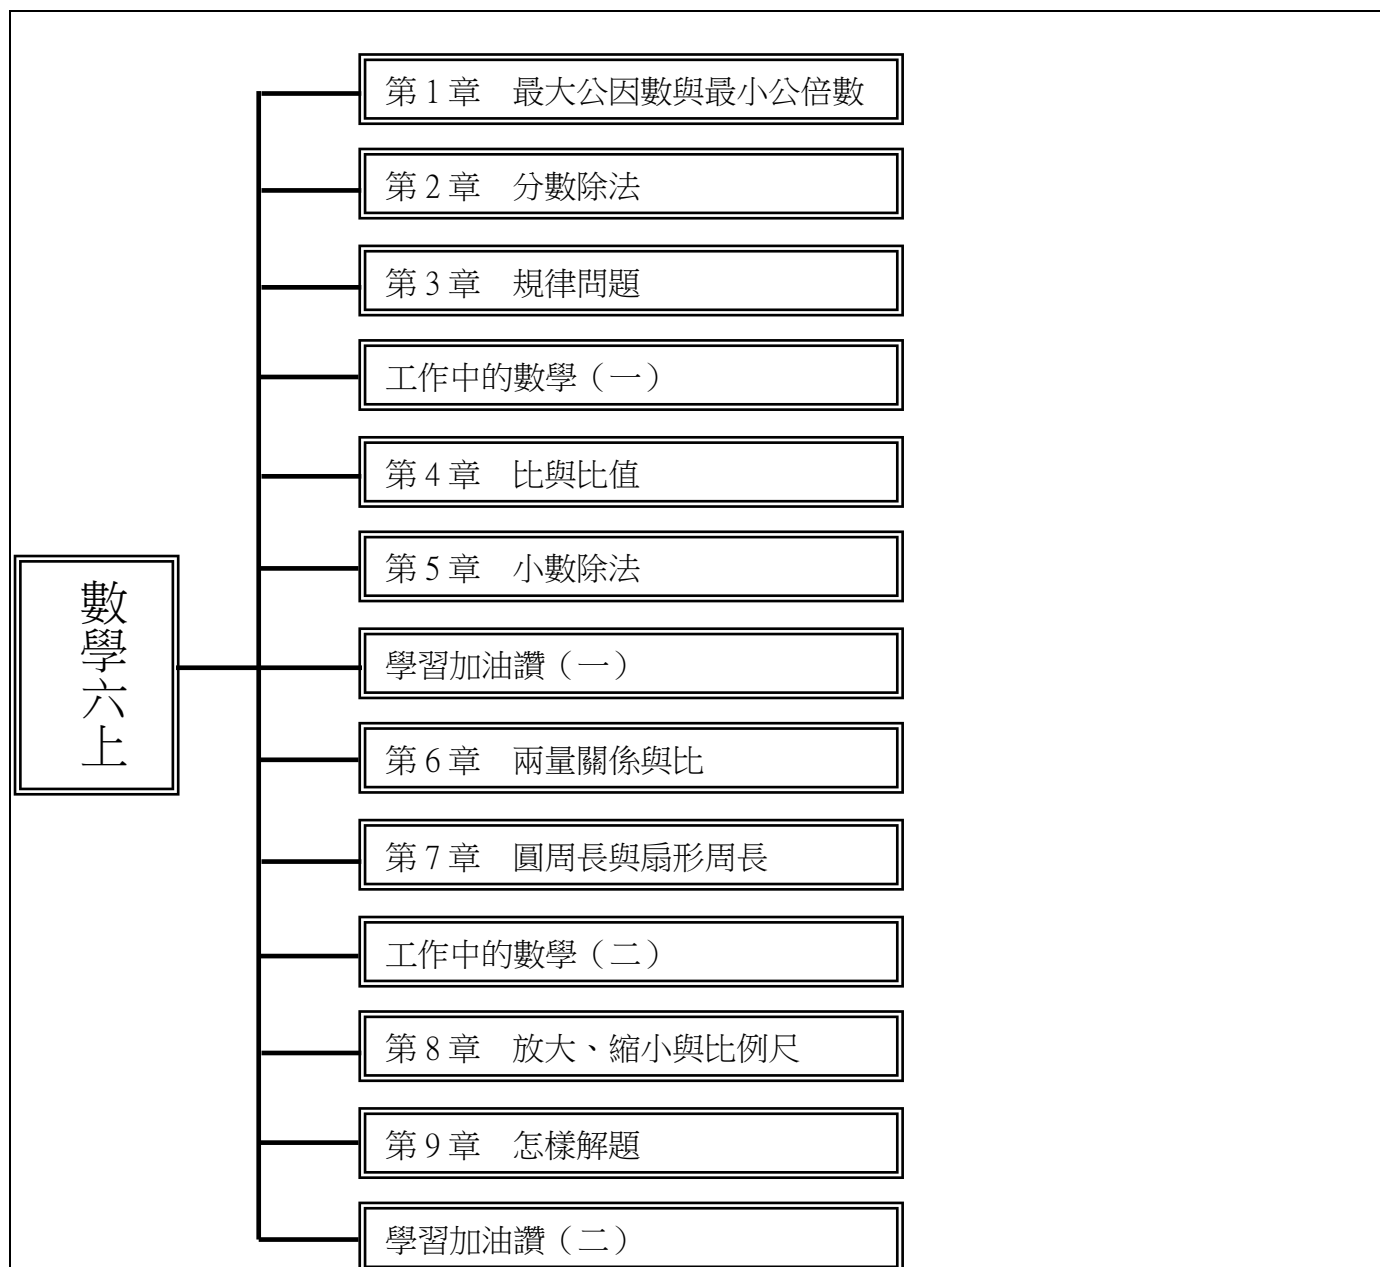 第1章　最大公因數與最小公倍數
第2章　分數除法
第3章　規律問題
工作中的數學（一）
第4章　比與比值
第5章　小數除法
數學六上
學習加油讚（一）
第6章　兩量關係與比
第7章　圓周長與扇形周長
工作中的數學（二）
第8章　放大、縮小與比例尺
第9章　怎樣解題
學習加油讚（二）